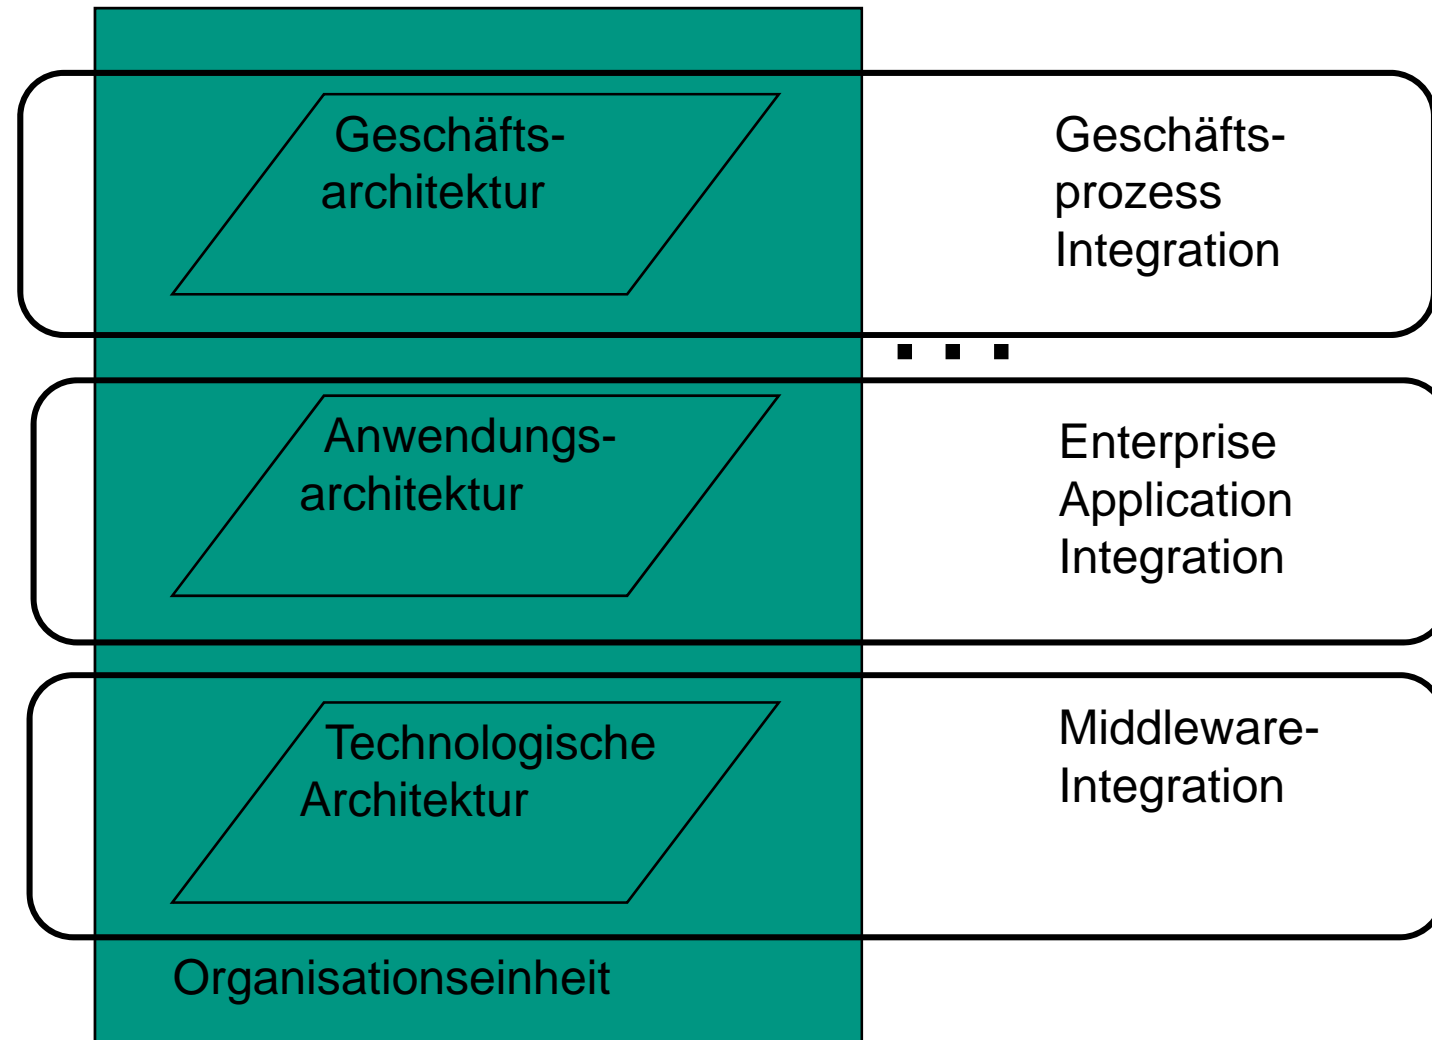 Geschäfts-
architektur
Geschäfts-
prozess
Integration
...
Anwendungs-
architektur
Enterprise
Application
Integration
Technologische
Architektur
Middleware-
Integration
Organisationseinheit